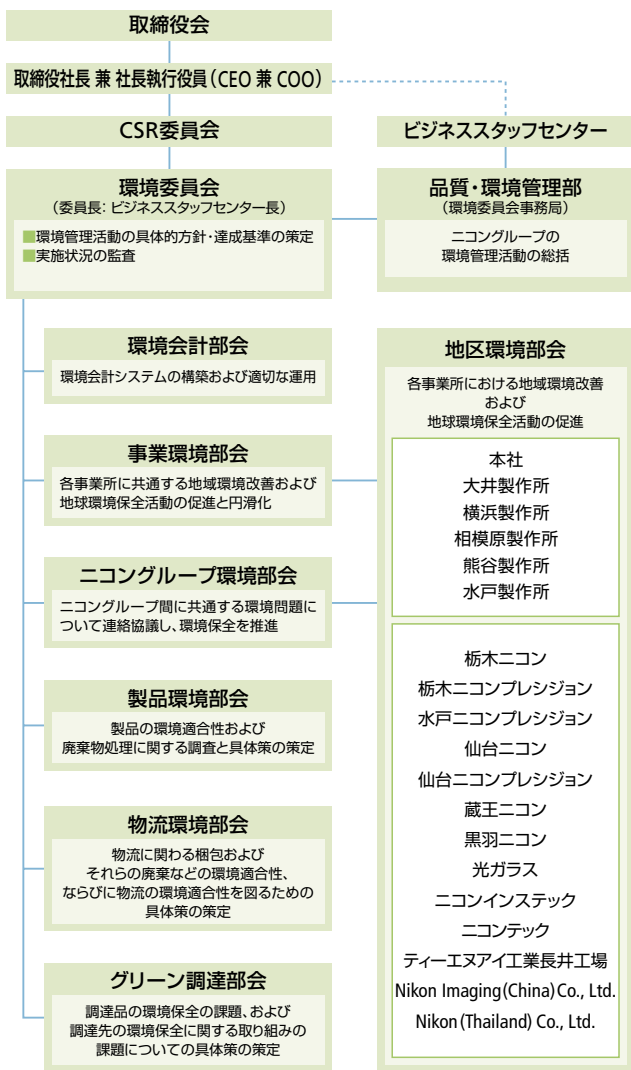 取締役会
取締役社長 兼 社長執行役員（CEO 兼 COO）
CSR委員会
ビジネススタッフセンター
環境委員会
（委員長：ビジネススタッフセンター長）
■環境管理活動の具体的方針・達成基準の策定
■実施状況の監査
品質・環境管理部
（環境委員会事務局）
ニコングループの
環境管理活動の総括
環境会計部会
環境会計システムの構築および適切な運用
事業環境部会
各事業所に共通する地域環境改善および
地球環境保全活動の促進と円滑化
ニコングループ環境部会
ニコングループ間に共通する環境問題に
ついて連絡協議し、環境保全を推進
製品環境部会
製品の環境適合性および
廃棄物処理に関する調査と具体策の策定
物流環境部会
物流に関わる梱包および
それらの廃棄などの環境適合性、
ならびに物流の環境適合性を図るための
具体策の策定
グリーン調達部会
調達品の環境保全の課題、および
調達先の環境保全に関する取り組みの
課題についての具体策の策定
地区環境部会
各事業所における地域環境改善
および
地球環境保全活動の促進
本社
大井製作所
横浜製作所
相模原製作所
熊谷製作所
水戸製作所
栃木ニコン
栃木ニコンプレシジョン
水戸ニコンプレシジョン
仙台ニコン
仙台ニコンプレシジョン
蔵王ニコン
黒羽ニコン
光ガラス
ニコンインステック
ニコンテック
ティーエヌアイ工業長井工場
Nikon Imaging(China)Co., Ltd.
Nikon(Thailand) Co., Ltd.